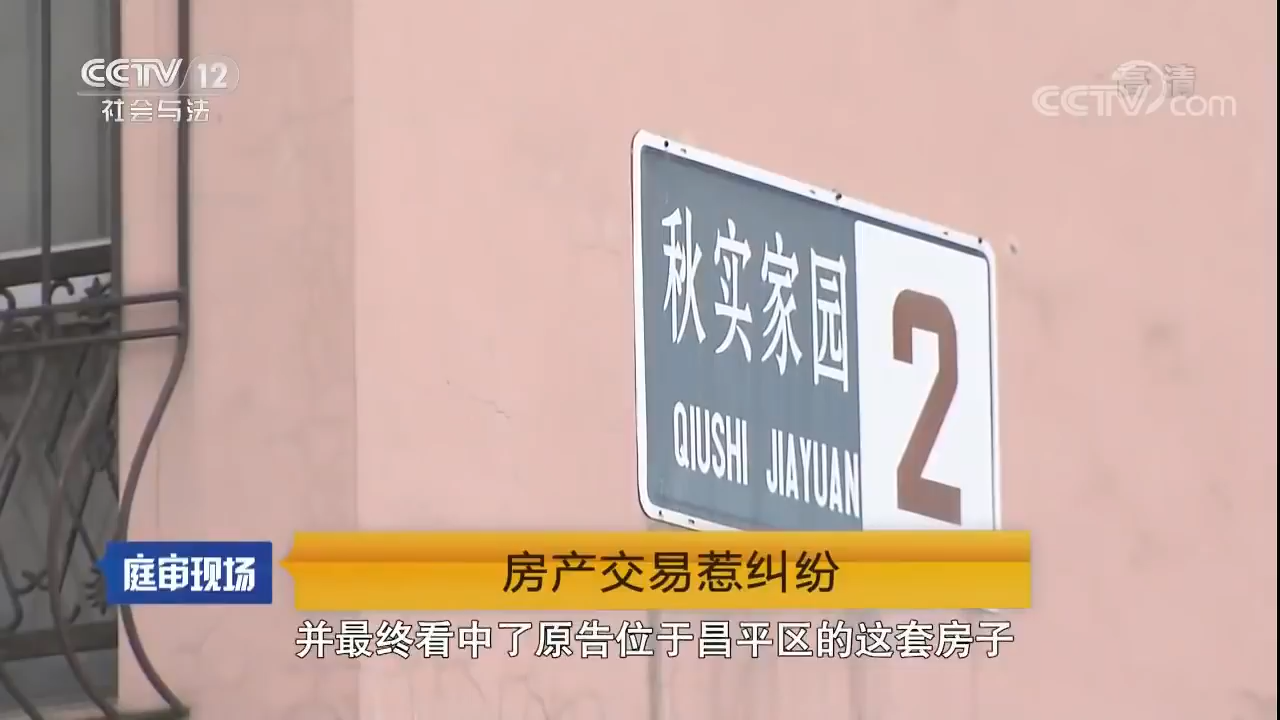 CCTV 12
社会与法
高清
CCTV.com
秋实家园
QIUSHI JIAYUAN
2
庭审现场
房产交易惹纠纷
并最终看中了原告位于昌平区的这套房子